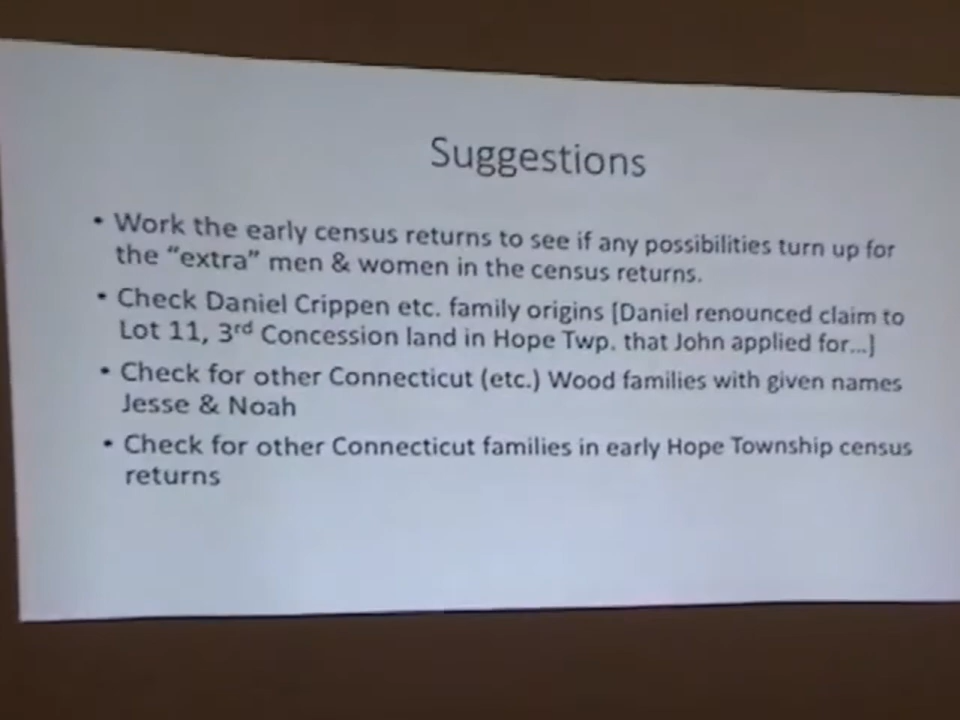 Suggestions
• Work the early census returns to see if any possibilities turn up for
the “extra” men & women in the census returns.
• Check Daniel Crippen etc. family origins [Daniel renounced claim to
Lot 11, 3rd Concession land in Hope Twp. that John applied for...]
• Check for other Connecticut (etc.) Wood families with given names
Jesse & Noah
• Check for other Connecticut families in early Hope Township census
returns